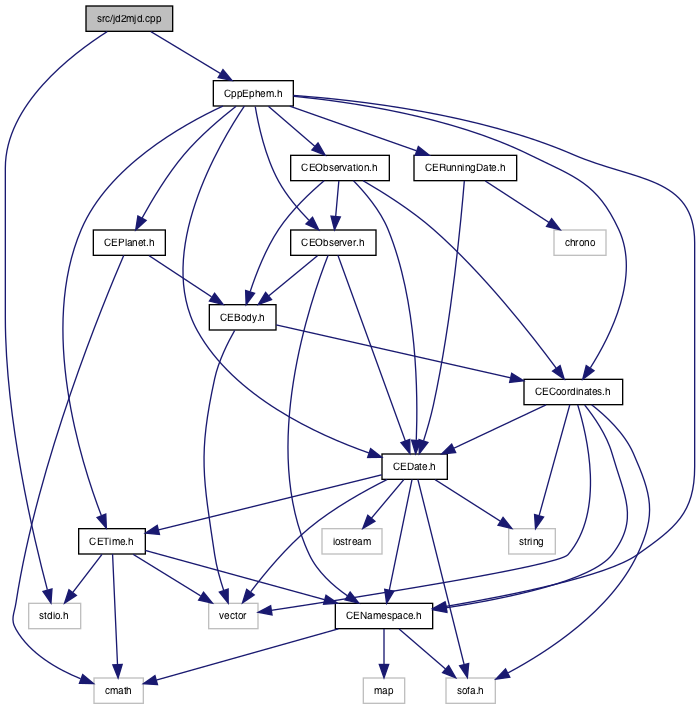 src/jd2mjd.cpp
CppEphem.h
CEObservation.h
CERunningDate.h
CEPlanet.h
CEObserver.h
chrono
CEBody.h
CECoordinates.h
CEDate.h
CETime.h
iostream
string
stdio.h
vector
CENamespace.h
cmath
map
sofa.h